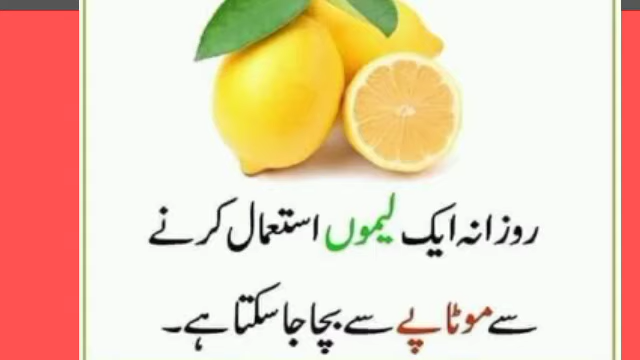 روزانہ ایک لیموں استعمال کرنے
سے موٹاپے سے بچا جا سکتا ہے۔